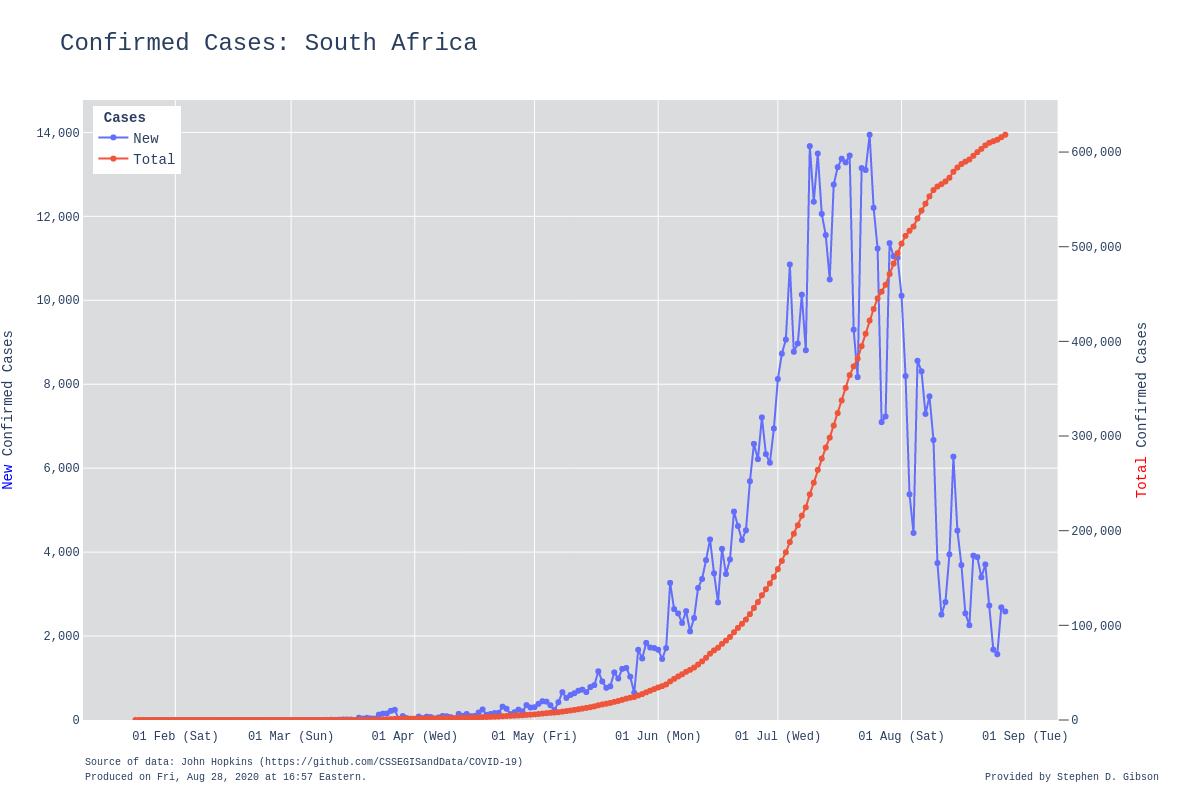 Confirmed Cases: South Africa
Cases
New
Total
14,000
12,000
10,000
8,000
6,000
4,000
2,000
0
New Confirmed Cases
600,000
500,000
400,000
300,000
200,000
100,000
0
Total Confirmed Cases
01 Feb (Sat)
01 Mar (Sun)
01 Apr (Wed)
01 May (Fri)
01 Jun (Mon)
01 Jul (Wed)
01 Aug (Sat)
01 Sep (Tue)
Source of data: John Hopkins (https://github.com/CSSEGISandData/COVID-19)
Produced on Fri, Aug 28, 2020 at 16:57 Eastern.
Provided by Stephen D. Gibson